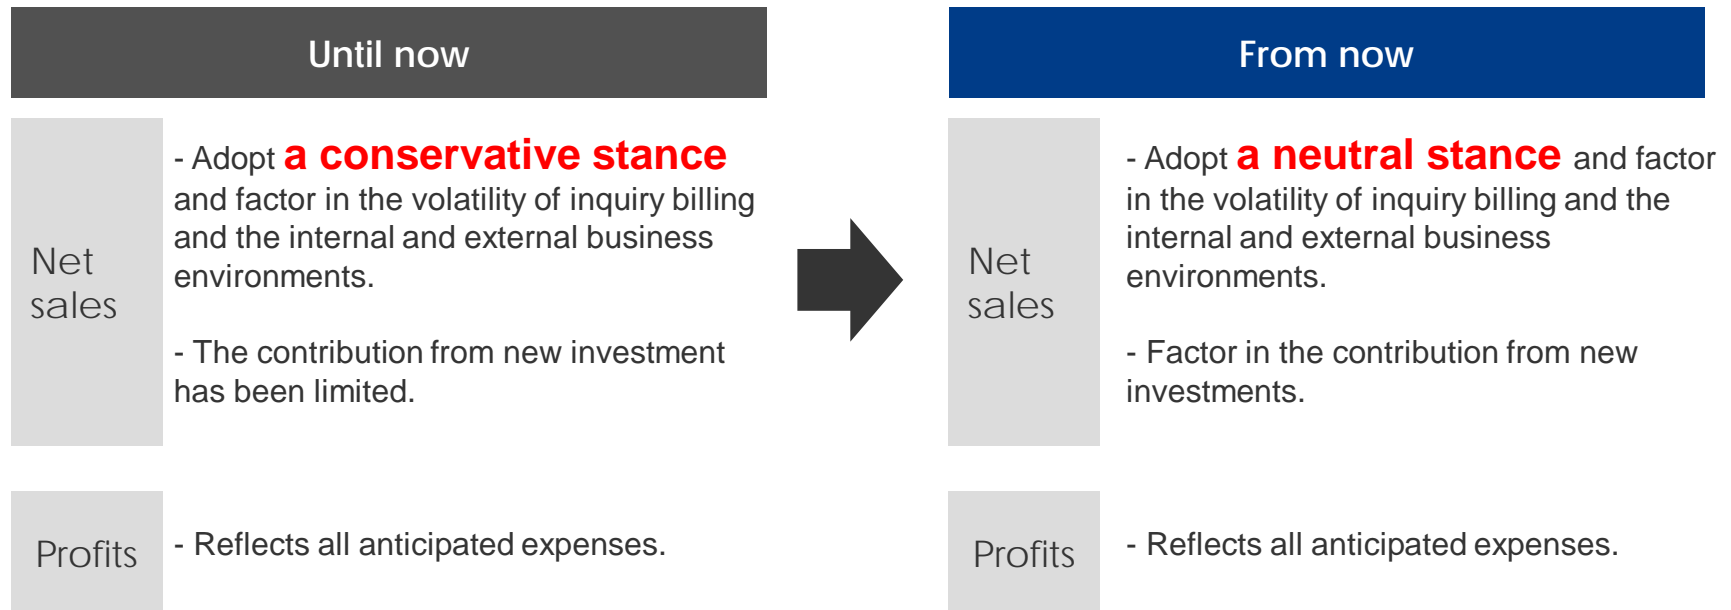 Until now
Net
sales
- Adopt a conservative stance
and factor in the volatility of inquiry billing
and the internal and external business
environments.
- The contribution from new investment
has been limited.
Profits
- Reflects all anticipated expenses.
From now
Net
sales
- Adopt a neutral stance and factor
in the volatility of inquiry billing and the
internal and external business
environments.
- Factor in the contribution from new
investments.
Profits
- Reflects all anticipated expenses.